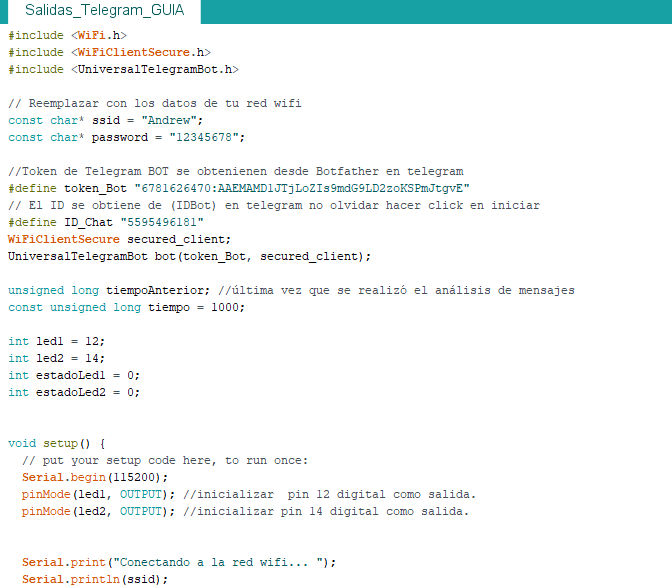 Salidas_Telegram_GUIA
#include <WiFi.h>
#include <WiFiClientSecure.h>
#include <UniversalTelegramBot.h>
// Reemplazar con los datos de tu red wifi
const char* ssid = "Andrew";
const char* password = "12345678";
//Token de Telegram BOT se obtenienen desde Botfather en telegram
#define token_Bot "6781626470:AAEMAMDlJTjLoZIs9mdG9LD2zoKSPmJtgvE"
// El ID se obtiene de (IDBot) en telegram no olvidar hacer click en iniciar
#define ID_Chat "5595496181"
WiFiClientSecure secured_client;
UniversalTelegramBot bot(token_Bot, secured_client);
unsigned long tiempoAnterior; //última vez que se realizó el análisis de mensajes
const unsigned long tiempo = 1000;
int led1 = 12;
int led2 = 14;
int estadoLed1 = 0;
int estadoLed2 = 0;
void setup() {
// put your setup code here, to run once:
Serial.begin(115200);
pinMode(led1, OUTPUT); //inicializar  pin 12 digital como salida.
pinMode(led2, OUTPUT); //inicializar pin 14 digital como salida.
Serial.print("Conectando a la red wifi... ");
Serial.println(ssid);